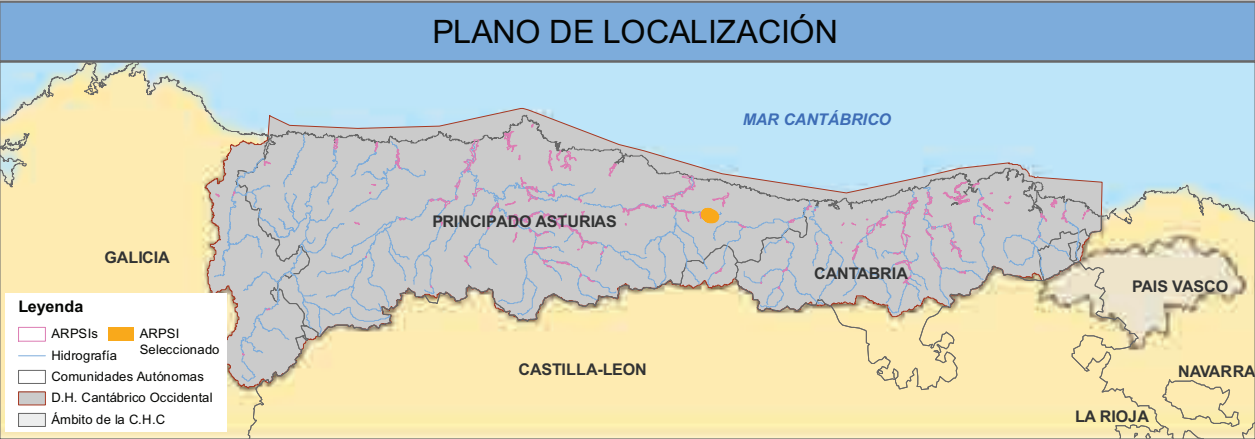 PLANO DE LOCALIZACIÓN
MAR CANTÁBRICO
PRINCIPADO ASTURIAS
GALICIA
CANTABRIA
PAIS VASCO
CASTILLA-LEON
NAVARRA
LA RIOJA
Leyenda
ARPSIs
ARPSI
Seleccionado
Hidrografía
Comunidades Autónomas
D.H. Cantábrico Occidental
Ámbito de la C.H.C